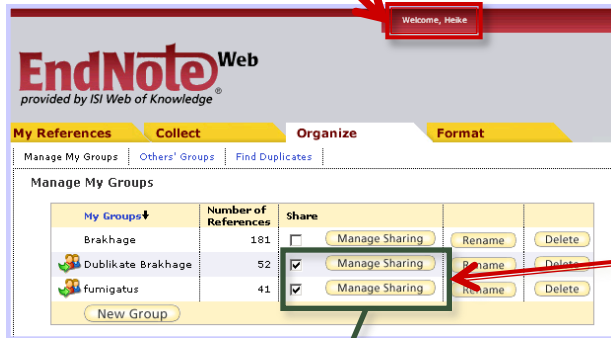 Welcome, Heike
EndNote Web
provided by ISI Web of Knowledge®
My References Collect Organize Format
Manage My Groups Others' Groups Find Duplicates
Manage My Groups
My Groups Number of References Share
Brakhage 181 Manage Sharing Rename Delete
Dublikate Brakhage 52 Manage Sharing Rename Delete
fumigatus 41 Manage Sharing Rename Delete
New Group